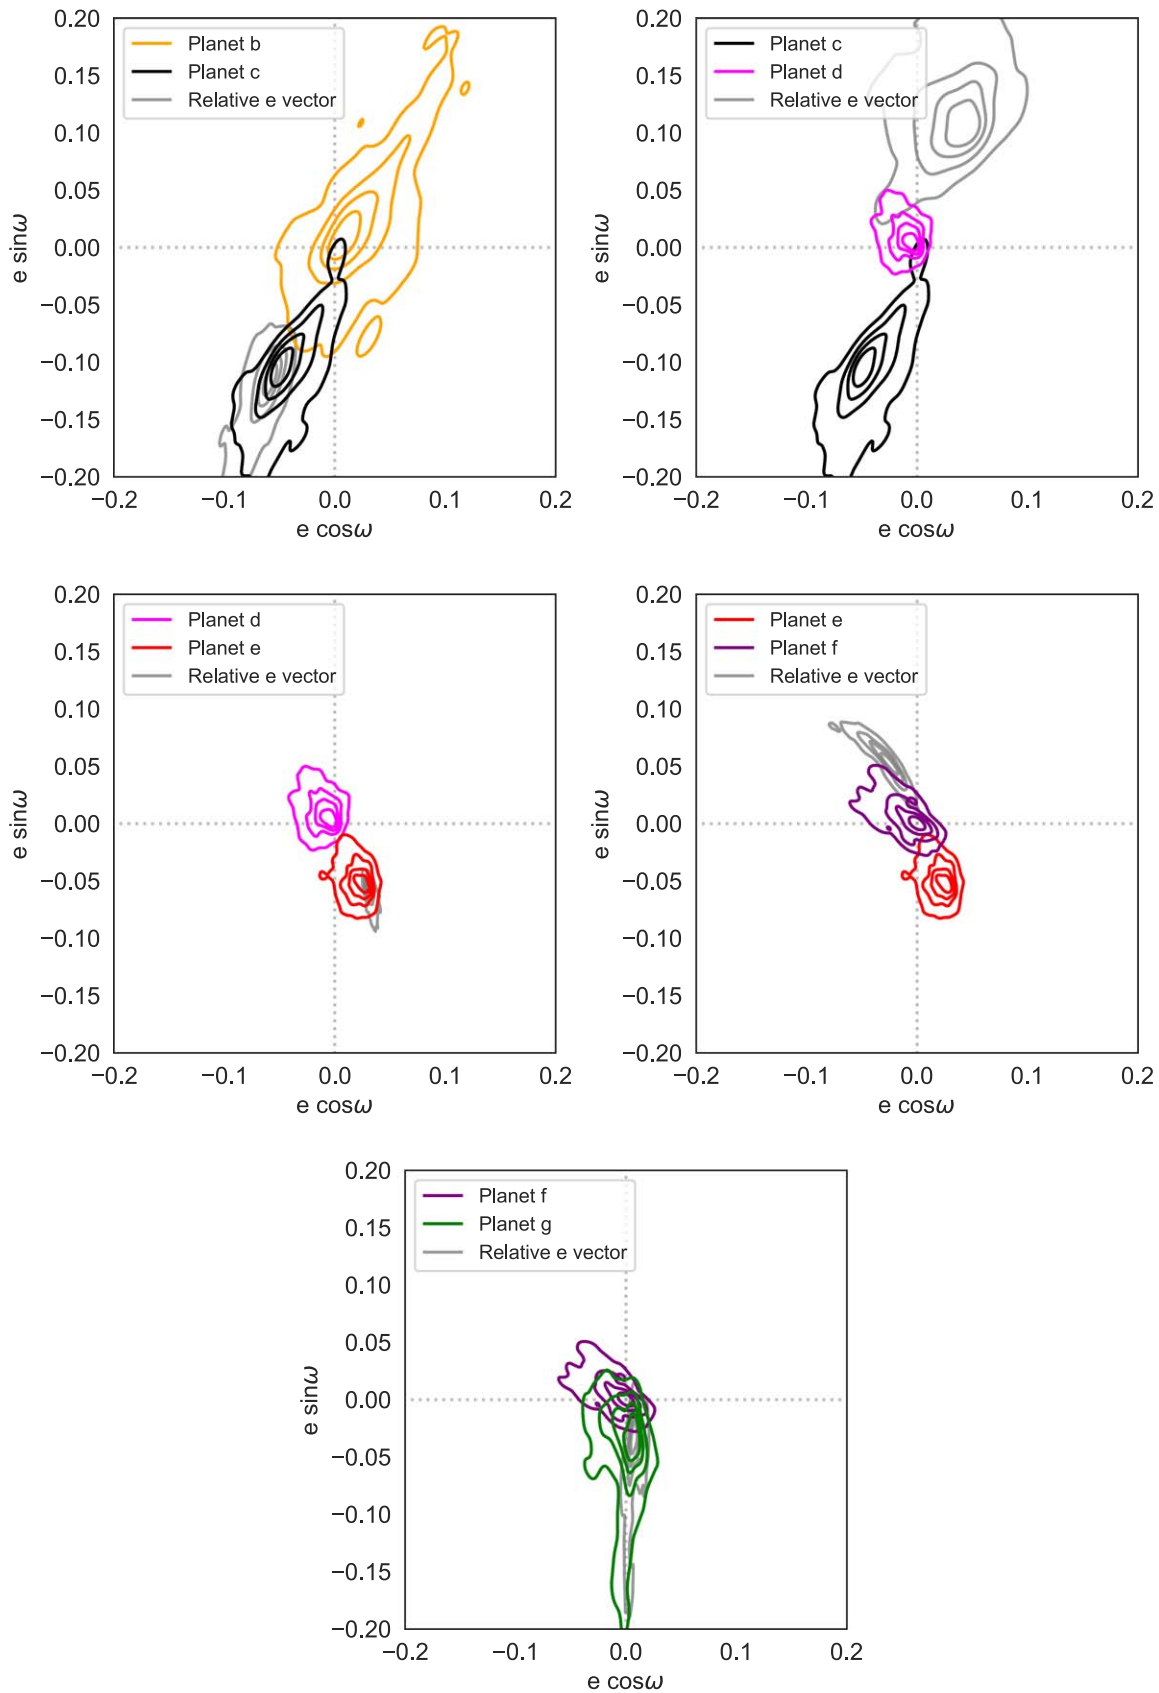 0.20
0.15
0.10
0.05
0.00
−0.05
−0.10
−0.15
−0.20
e sinω
Planet b
Planet c
Relative e vector
−0.2 −0.1 0.0 0.1 0.2
e cosω
0.20
0.15
0.10
0.05
0.00
−0.05
−0.10
−0.15
−0.20
e sinω
Planet c
Planet d
Relative e vector
−0.2 −0.1 0.0 0.1 0.2
e cosω
0.20
0.15
0.10
0.05
0.00
−0.05
−0.10
−0.15
−0.20
e sinω
Planet d
Planet e
Relative e vector
−0.2 −0.1 0.0 0.1 0.2
e cosω
0.20
0.15
0.10
0.05
0.00
−0.05
−0.10
−0.15
−0.20
e sinω
Planet e
Planet f
Relative e vector
−0.2 −0.1 0.0 0.1 0.2
e cosω
0.20
0.15
0.10
0.05
0.00
−0.05
−0.10
−0.15
−0.20
e sinω
Planet f
Planet g
Relative e vector
−0.2 −0.1 0.0 0.1 0.2
e cosω